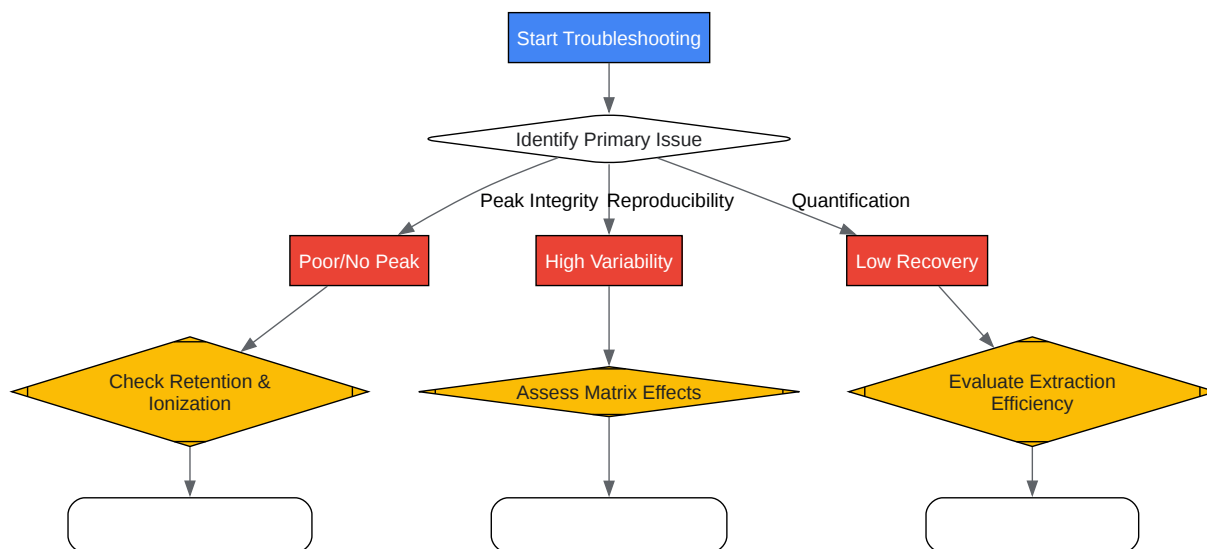 Start Troubleshooting
Identify Primary Issue
Peak Integrity
Reproducibility
Quantification
Poor/No Peak
High Variability
Low Recovery
Check Retention &
Ionization
Assess Matrix Effects
Evaluate Extraction
Efficiency